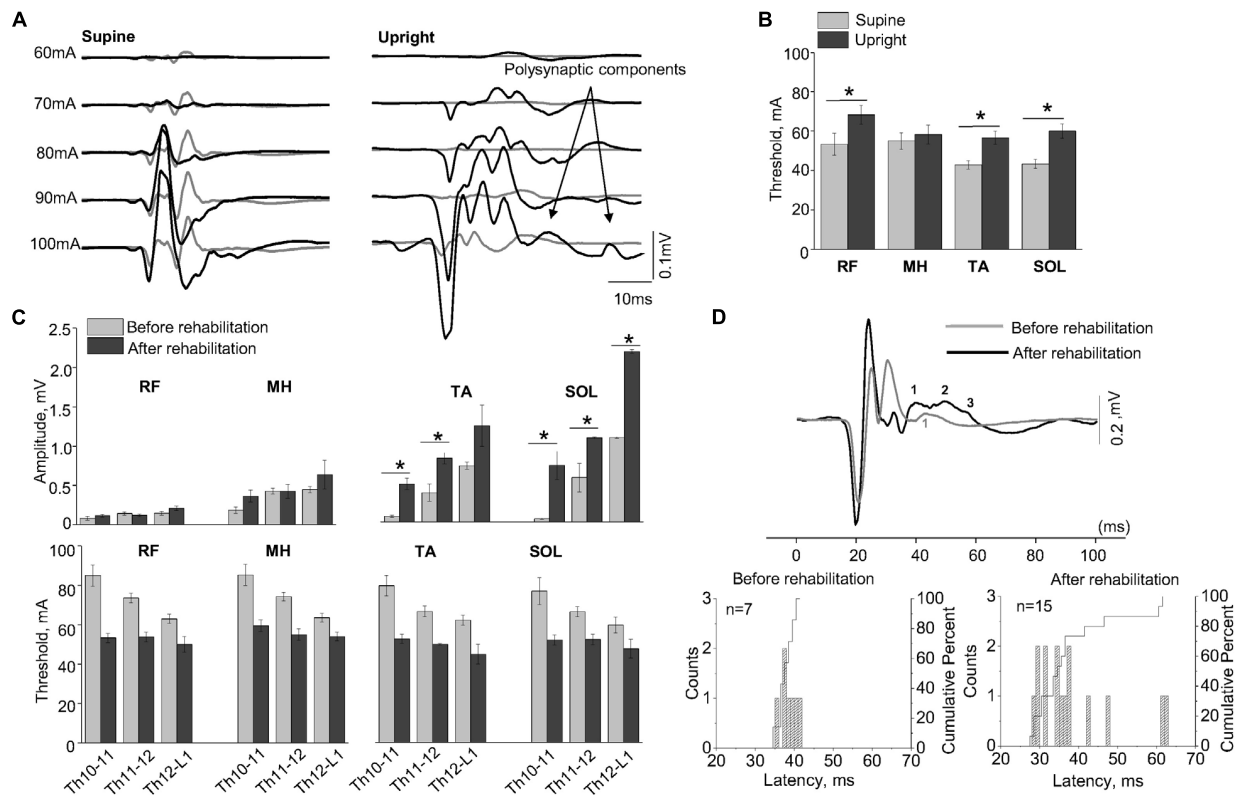 A
Supine
Upright
60mA
70mA
80mA
90mA
100mA
Polysynaptic components
0.1mV
10ms
B
Supine
Upright
Threshold, mA
100
80
60
40
20
0
*
*
*
RF
MH
TA
SOL
C
Before rehabilitation
After rehabilitation
Amplitude, mV
2.5
2.0
1.5
1.0
0.5
0
RF
MH
TA
SOL
*
*
*
*
*
Threshold, mA
100
80
60
40
20
0
RF
MH
TA
SOL
Th10-11
Th11-12
Th12-L1
Th10-11
Th11-12
Th12-L1
Th10-11
Th11-12
Th12-L1
Th10-11
Th11-12
Th12-L1
D
Before rehabilitation
After rehabilitation
1
2
3
1
0.2 ,mV
(ms)
0 20 40 60 80 100
Before rehabilitation
n=7
Counts
3
2
1
0
100
80
60
40
20
0
Cumulative Percent
20 30 40 50 60 70
Latency, ms
After rehabilitation
n=15
Counts
3
2
1
0
100
80
60
40
20
0
Cumulative Percent
20 30 40 50 60 70
Latency, ms